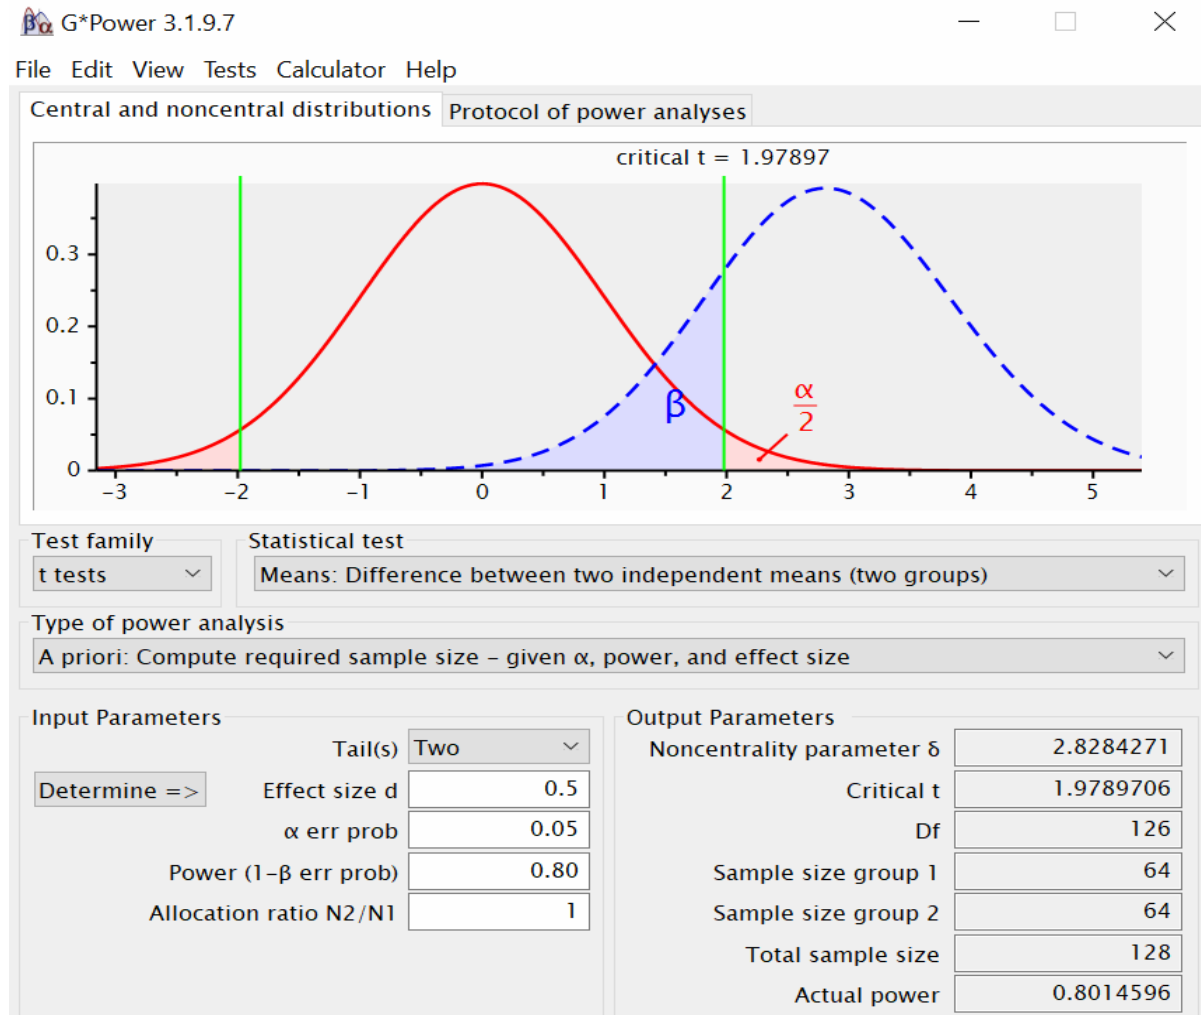 βα G*Power 3.1.9.7
File Edit View Tests Calculator Help
Central and noncentral distributions Protocol of power analyses
critical t = 1.97897
0.3
0.2
0.1
0
β
α
2
-3 -2 -1 0 1 2 3 4 5
Test family Statistical test
t tests Means: Difference between two independent means (two groups)
Type of power analysis
A priori: Compute required sample size – given α, power, and effect size
Input Parameters Output Parameters
Tail(s) Two Noncentrality parameter δ 2.8284271
Determine => Effect size d 0.5 Critical t 1.9789706
α err prob 0.05 Df 126
Power (1-β err prob) 0.80 Sample size group 1 64
Allocation ratio N2/N1 1 Sample size group 2 64
Total sample size 128
Actual power 0.8014596